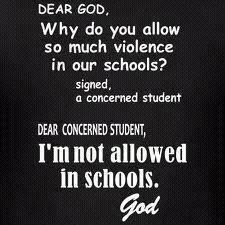 DEAR GOD,
Why do you allow
so much violence
in our schools?
signed,
a concerned student
DEAR CONCERNED STUDENT,
I'm not allowed
in schools.
God